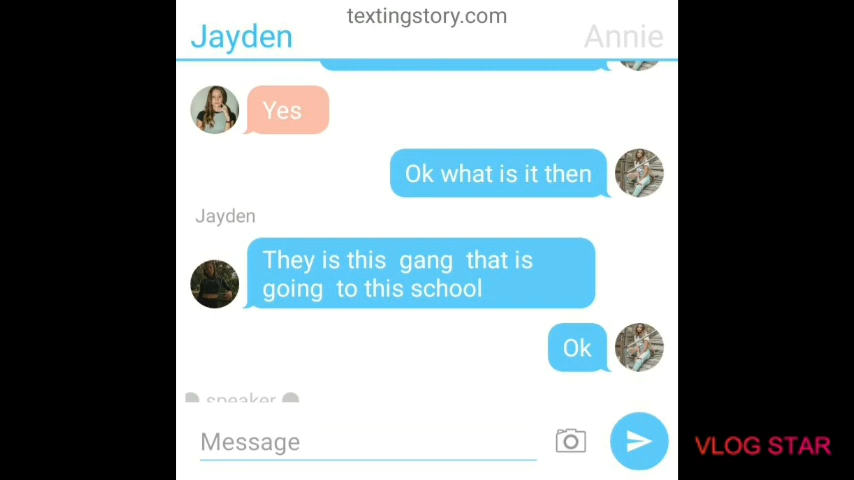 textingstory.com
Jayden
Annie
Yes
Ok what is it then
Jayden
They is this gang that is
going to this school
Ok
speaker
Message
VLOG STAR